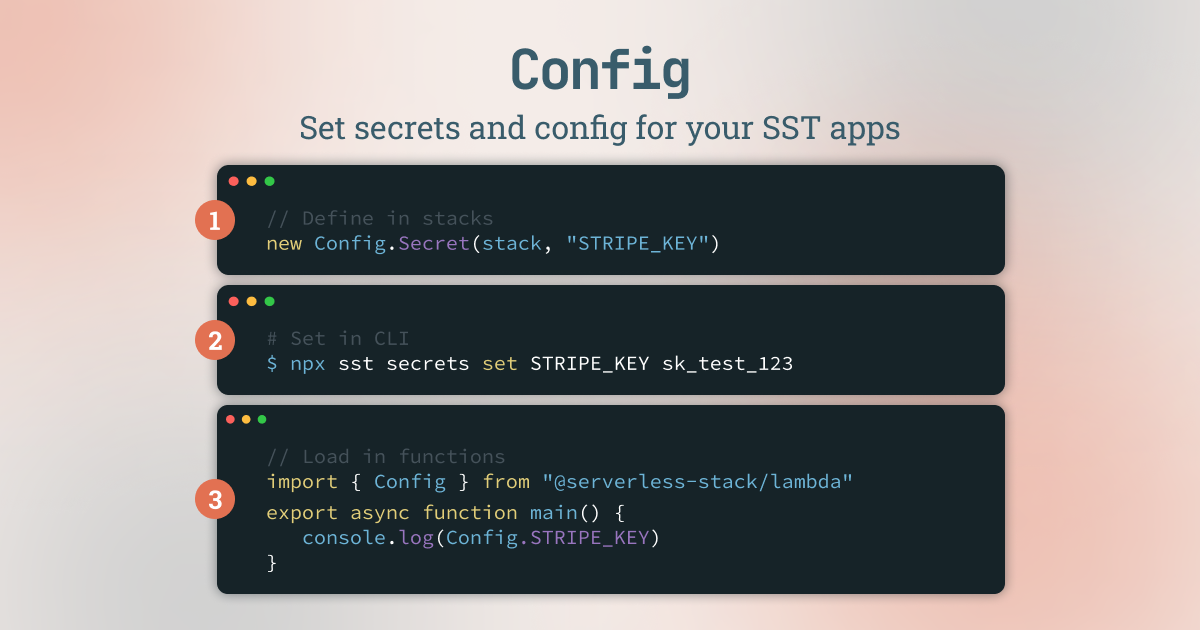 Config
Set secrets and config for your SST apps
1
// Define in stacks
new Config.Secret(stack, "STRIPE_KEY")
2
# Set in CLI
$ npx sst secrets set STRIPE_KEY sk_test_123
3
// Load in functions
import { Config } from "@serverless-stack/lambda"
export async function main() {
   console.log(Config.STRIPE_KEY)
}